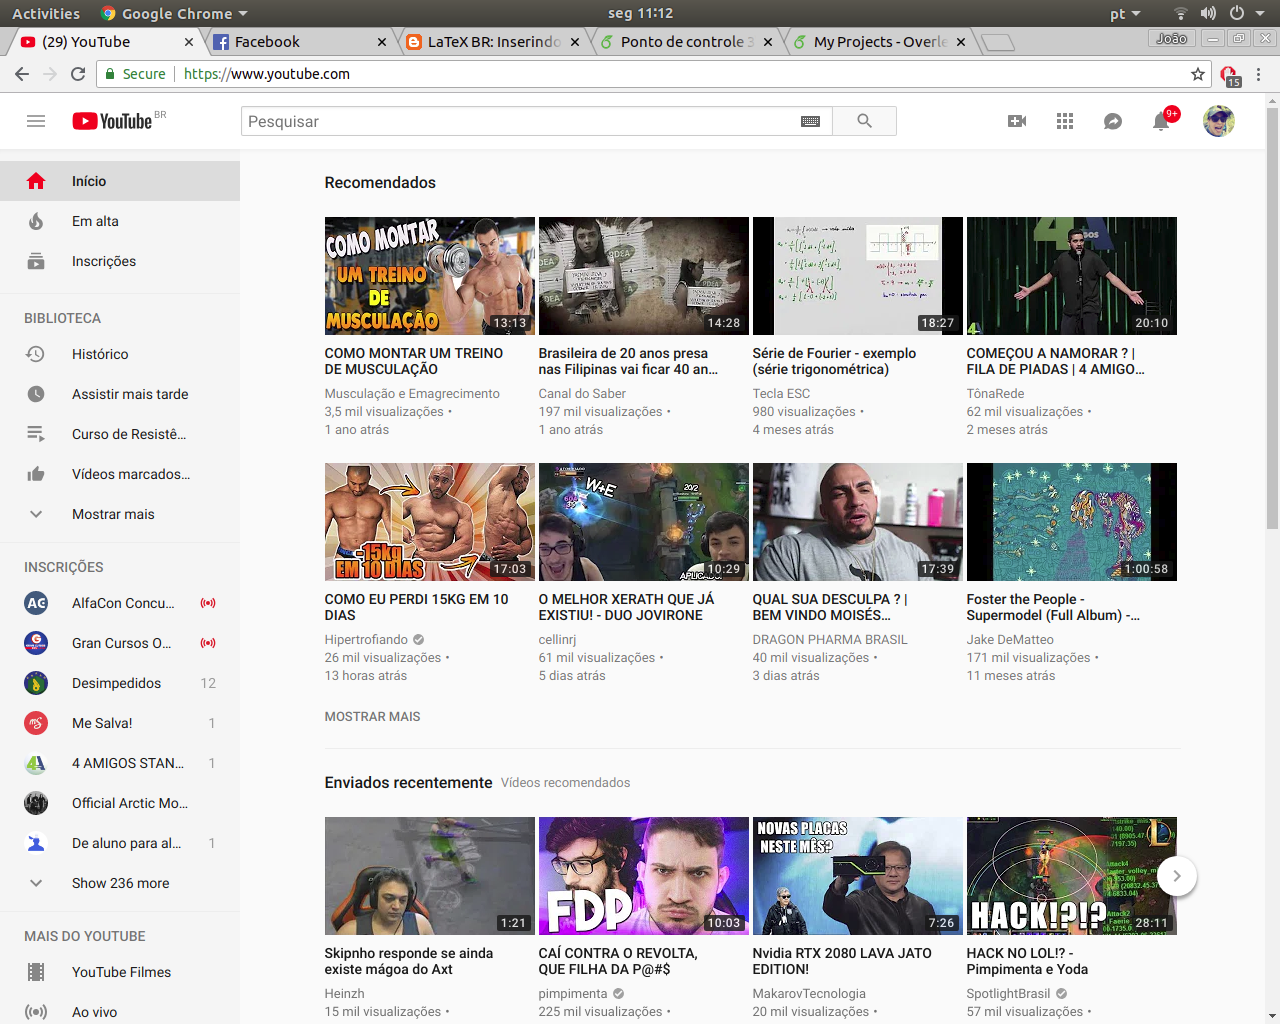 Activities
Google Chrome
seg 11:12
pt
(29) YouTube
Facebook
LaTeX BR: Inserindo
Ponto de controle 3
My Projects - Overle
João
Secure
https://www.youtube.com
15
YouTube BR
Pesquisar
9+
Início
Em alta
Inscrições
BIBLIOTECA
Histórico
Assistir mais tarde
Curso de Resistê...
Vídeos marcados...
Mostrar mais
INSCRIÇÕES
AlfaCon Concu...
Gran Cursos O...
Desimpedidos 12
Me Salva! 1
4 AMIGOS STAN... 1
Official Arctic Mo...
De aluno para al... 1
Show 236 more
MAIS DO YOUTUBE
YouTube Filmes
Ao vivo
Recomendados
COMO MONTAR
UM TREINO
DE
MUSCULAÇÃO
13:13
14:28
18:27
20:10
COMO MONTAR UM TREINO
DE MUSCULAÇÃO
Musculação e Emagrecimento
3,5 mil visualizações •
1 ano atrás
Brasileira de 20 anos presa
nas Filipinas vai ficar 40 an...
Canal do Saber
197 mil visualizações •
1 ano atrás
Série de Fourier - exemplo
(série trigonométrica)
Tecla ESC
980 visualizações •
4 meses atrás
COMEÇOU A NAMORAR ? |
FILA DE PIADAS | 4 AMIGO...
TônaRede
62 mil visualizações •
2 meses atrás
-15kg
EM 10 DIAS
17:03
W+E
20/2
10:29
17:39
1:00:58
COMO EU PERDI 15KG EM 10
DIAS
Hipertrofiando
26 mil visualizações •
13 horas atrás
O MELHOR XERATH QUE JÁ
EXISTIU! - DUO JOVIRONE
cellinrj
61 mil visualizações •
5 dias atrás
QUAL SUA DESCULPA ? |
BEM VINDO MOISÉS...
DRAGON PHARMA BRASIL
40 mil visualizações •
3 dias atrás
Foster the People -
Supermodel (Full Album) -...
Jake DeMatteo
171 mil visualizações •
11 meses atrás
MOSTRAR MAIS
Enviados recentemente
Vídeos recomendados
1:21
FDP
10:03
NOVAS PLACAS
NESTE MÊS?
7:26
HACK!?!?
28:11
Skipnho responde se ainda
existe mágoa do Axt
Heinzh
15 mil visualizações •
CAÍ CONTRA O REVOLTA,
QUE FILHA DA P@#$
pimpimenta
225 mil visualizações •
Nvidia RTX 2080 LAVA JATO
EDITION!
MakarovTecnologia
20 mil visualizações •
HACK NO LOL!? -
Pimpimenta e Yoda
SpotlightBrasil
57 mil visualizações •